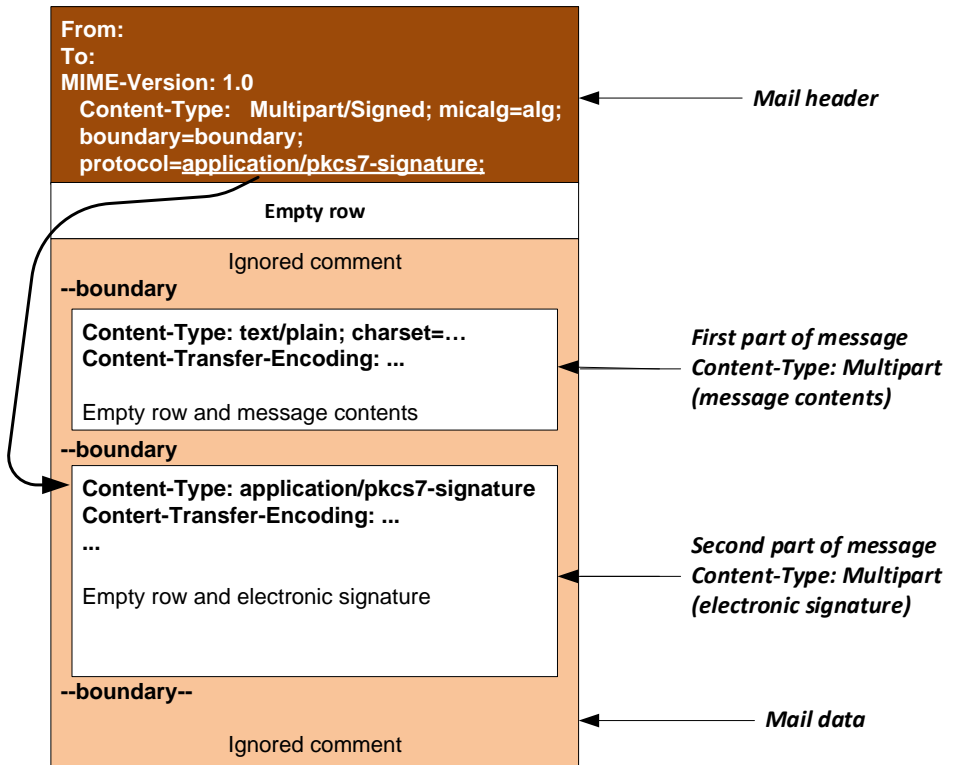 From:
To:
MIME-Version: 1.0
Content-Type: Multipart/Signed; micalg=alg;
boundary=boundary;
protocol=application/pkcs7-signature;
Mail header
Empty row
Ignored comment
--boundary
Content-Type: text/plain; charset=…
Content-Transfer-Encoding: ...
Empty row and message contents
First part of message
Content-Type: Multipart
(message contents)
--boundary
Content-Type: application/pkcs7-signature
Contert-Transfer-Encoding: ...
...
Empty row and electronic signature
Second part of message
Content-Type: Multipart
(electronic signature)
--boundary--
Mail data
Ignored comment